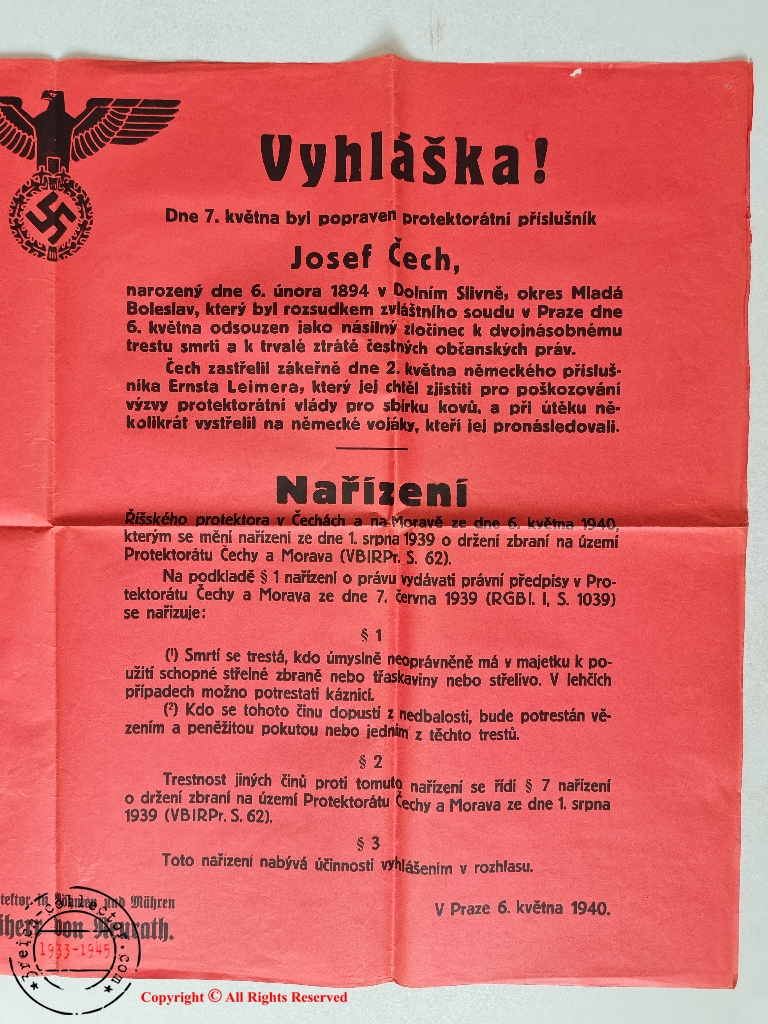 Vyhláška!
Dne 7. května byl popraven protektorátní příslušník
Josef Čech,
narozený dne 6. února 1894 v Dolním Slivně, okres Mladá
Boleslav, který byl rozsudkem zvláštního soudu v Praze dne
6. května odsouzen jako násilný zločinec k dvojnásobnému
trestu smrti a k trvalé ztrátě čestných občanských práv.
Čech zastřelil zákeřně dne 2. května německého přísluš-
níka Ernsta Leimera, který jej chtěl zjistiti pro poškozování
výzvy protektorátní vlády pro sbírku kovů, a při útěku ně-
kolikrát vystřelil na německé vojáky, kteří jej pronásledovali.
Nařízení
Říšského protektora v Čechách a na Moravě ze dne 6. května 1940,
kterým se mění nařízení ze dne 1. srpna 1939 o držení zbraní na území
Protektorátu Čechy a Morava (VBlRPr. S. 62).
Na podkladě § 1 nařízení o právu vydávati právní předpisy v Pro-
tektorátu Čechy a Morava ze dne 7. června 1939 (RGBl. I, S. 1039)
se nařizuje:
§ 1
(¹) Smrtí se trestá, kdo úmyslně neoprávněně má v majetku k po-
užití schopné střelné zbraně nebo třaskaviny nebo střelivo. V lehčích
případech možno potrestati káznicí.
(²) Kdo se tohoto činu dopustí z nedbalosti, bude potrestán vě-
zením a peněžitou pokutou nebo jedním z těchto trestů.
§ 2
Trestnost jiných činů proti tomuto nařízení se řídí § 7 nařízení
o držení zbraní na území Protektorátu Čechy a Morava ze dne 1. srpna
1939 (VBlRPr. S. 62).
§ 3
Toto nařízení nabývá účinnosti vyhlášením v rozhlasu.
V Praze 6. května 1940.
tektor in Böhmen und Mähren
iherr von Neurath.
3reich-collector.com
1933-1945
Copyright © All Rights Reserved